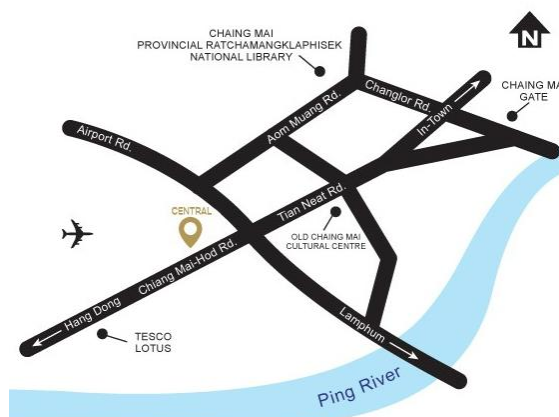 CHAING MAI
PROVINCIAL RATCHAMANGKLAPHISEK
NATIONAL LIBRARY
N
Changlor Rd.
CHAING MA
GATE
In-Town
Aom Muang Rd.
Airport Rd.
Tian Neat Rd.
CENTRAL
OLD CHAING MAI
CULTURAL CENTRE
Chiang Mai-Hod Rd.
Hang Dong
TESCO
LOTUS
Lamphum
Ping River